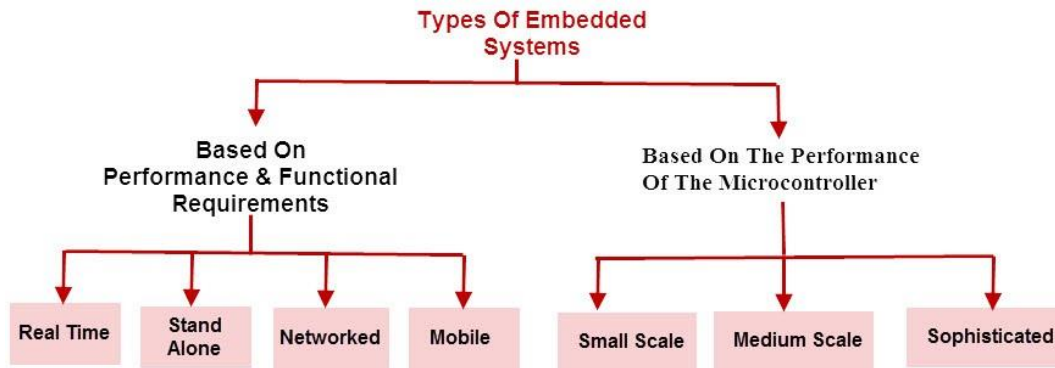 Types Of Embedded
Systems
Based On
Performance & Functional
Requirements
Based On The Performance
Of The Microcontroller
Real Time
Stand
Alone
Networked
Mobile
Small Scale
Medium Scale
Sophisticated